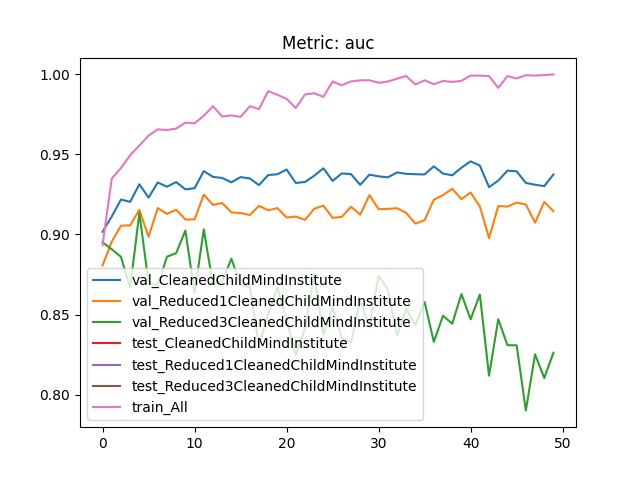 Metric: auc
1.00
0.95
0.90
0.85
0.80
val_CleanedChildMindInstitute
val_Reduced1CleanedChildMindInstitute
val_Reduced3CleanedChildMindInstitute
test_CleanedChildMindInstitute
test_Reduced1CleanedChildMindInstitute
test_Reduced3CleanedChildMindInstitute
train_All
0 10 20 30 40 50